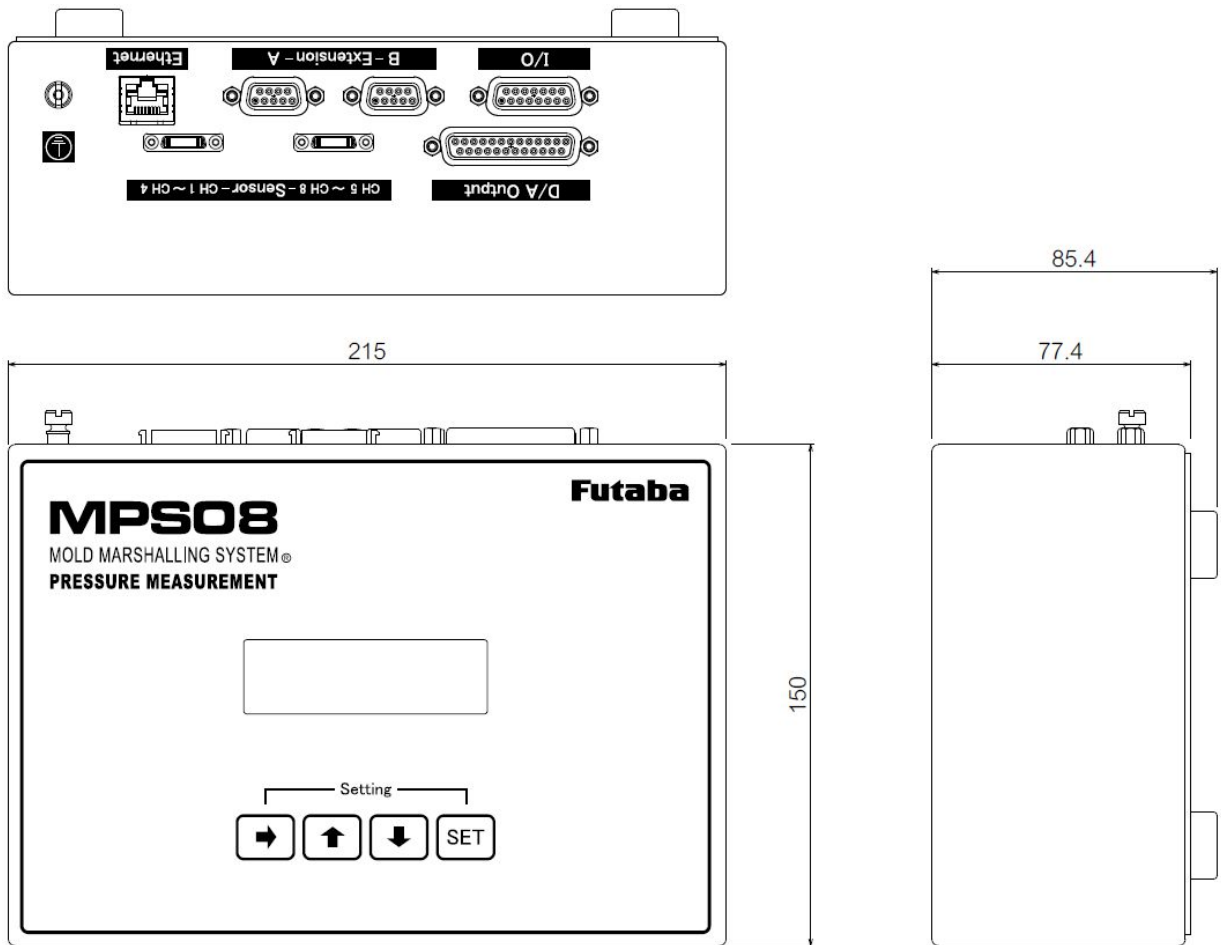 Ethernet
B - Extension - A
I/O
CH 5 ～ CH 8 - Sensor - CH 1 ～ CH 4
D/A Output
215
85.4
77.4
150
Futaba
MPS08
MOLD MARSHALLING SYSTEM®
PRESSURE MEASUREMENT
Setting
SET